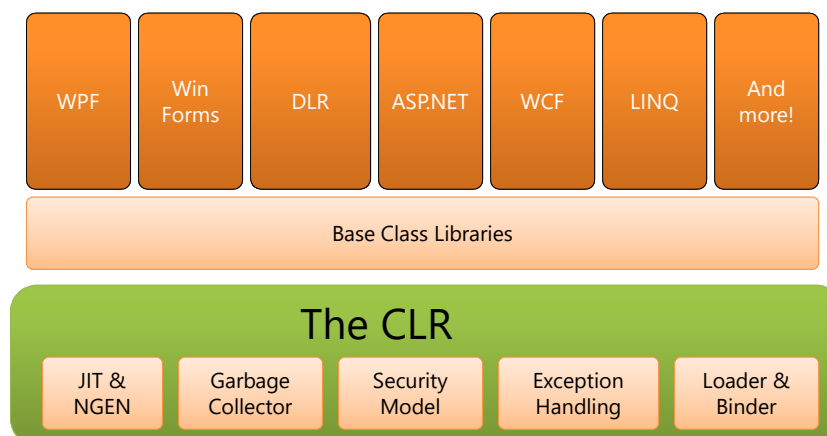 WPF
Win
Forms
DLR
ASP.NET
WCF
LINQ
And
more!
Base Class Libraries
The CLR
JIT &
NGEN
Garbage
Collector
Security
Model
Exception
Handling
Loader &
Binder